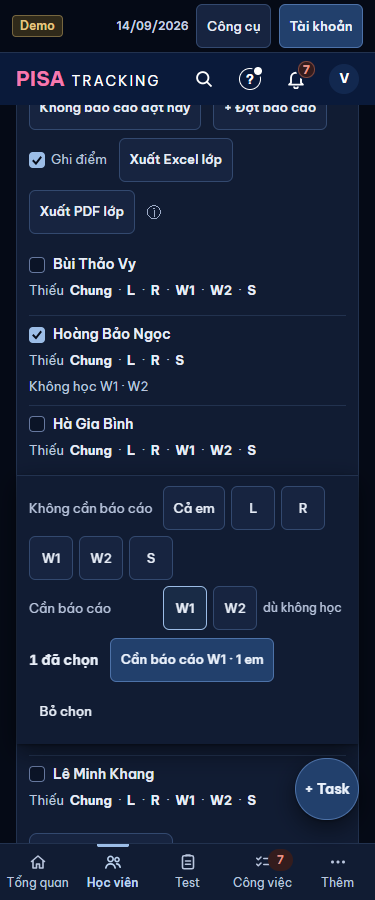 Demo
14/09/2026
Công cụ
Tài khoản
PISA TRACKING
?
7
V
Không báo cáo đợt này
+ Đợt báo cáo
Ghi điểm
Xuất Excel lớp
Xuất PDF lớp
Bùi Thảo Vy
Thiếu Chung · L · R · W1 · W2 · S
Hoàng Bảo Ngọc
Thiếu Chung · L · R · S
Không học W1 · W2
Hà Gia Bình
Thiếu Chung · L · R · W1 · W2 · S
Không cần báo cáo
Cả em
L
R
W1
W2
S
Cần báo cáo
W1
W2
dù không học
1 đã chọn
Cần báo cáo W1 · 1 em
Bỏ chọn
Lê Minh Khang
Thiếu Chung · L · R · W1 · W2 · S
+ Task
7
Tổng quan
Học viên
Test
Công việc
Thêm